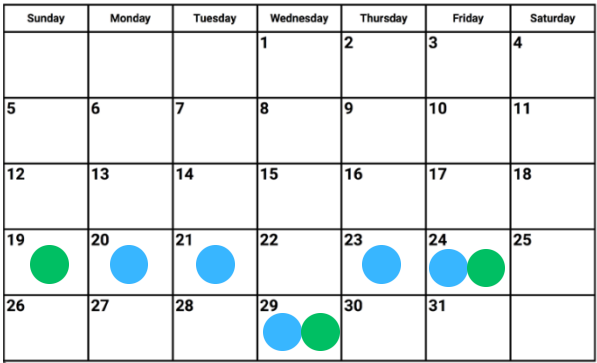 Sunday Monday Tuesday Wednesday Thursday Friday Saturday
1 2 3 4
5 6 7 8 9 10 11
12 13 14 15 16 17 18
19 20 21 22 23 24 25
26 27 28 29 30 31